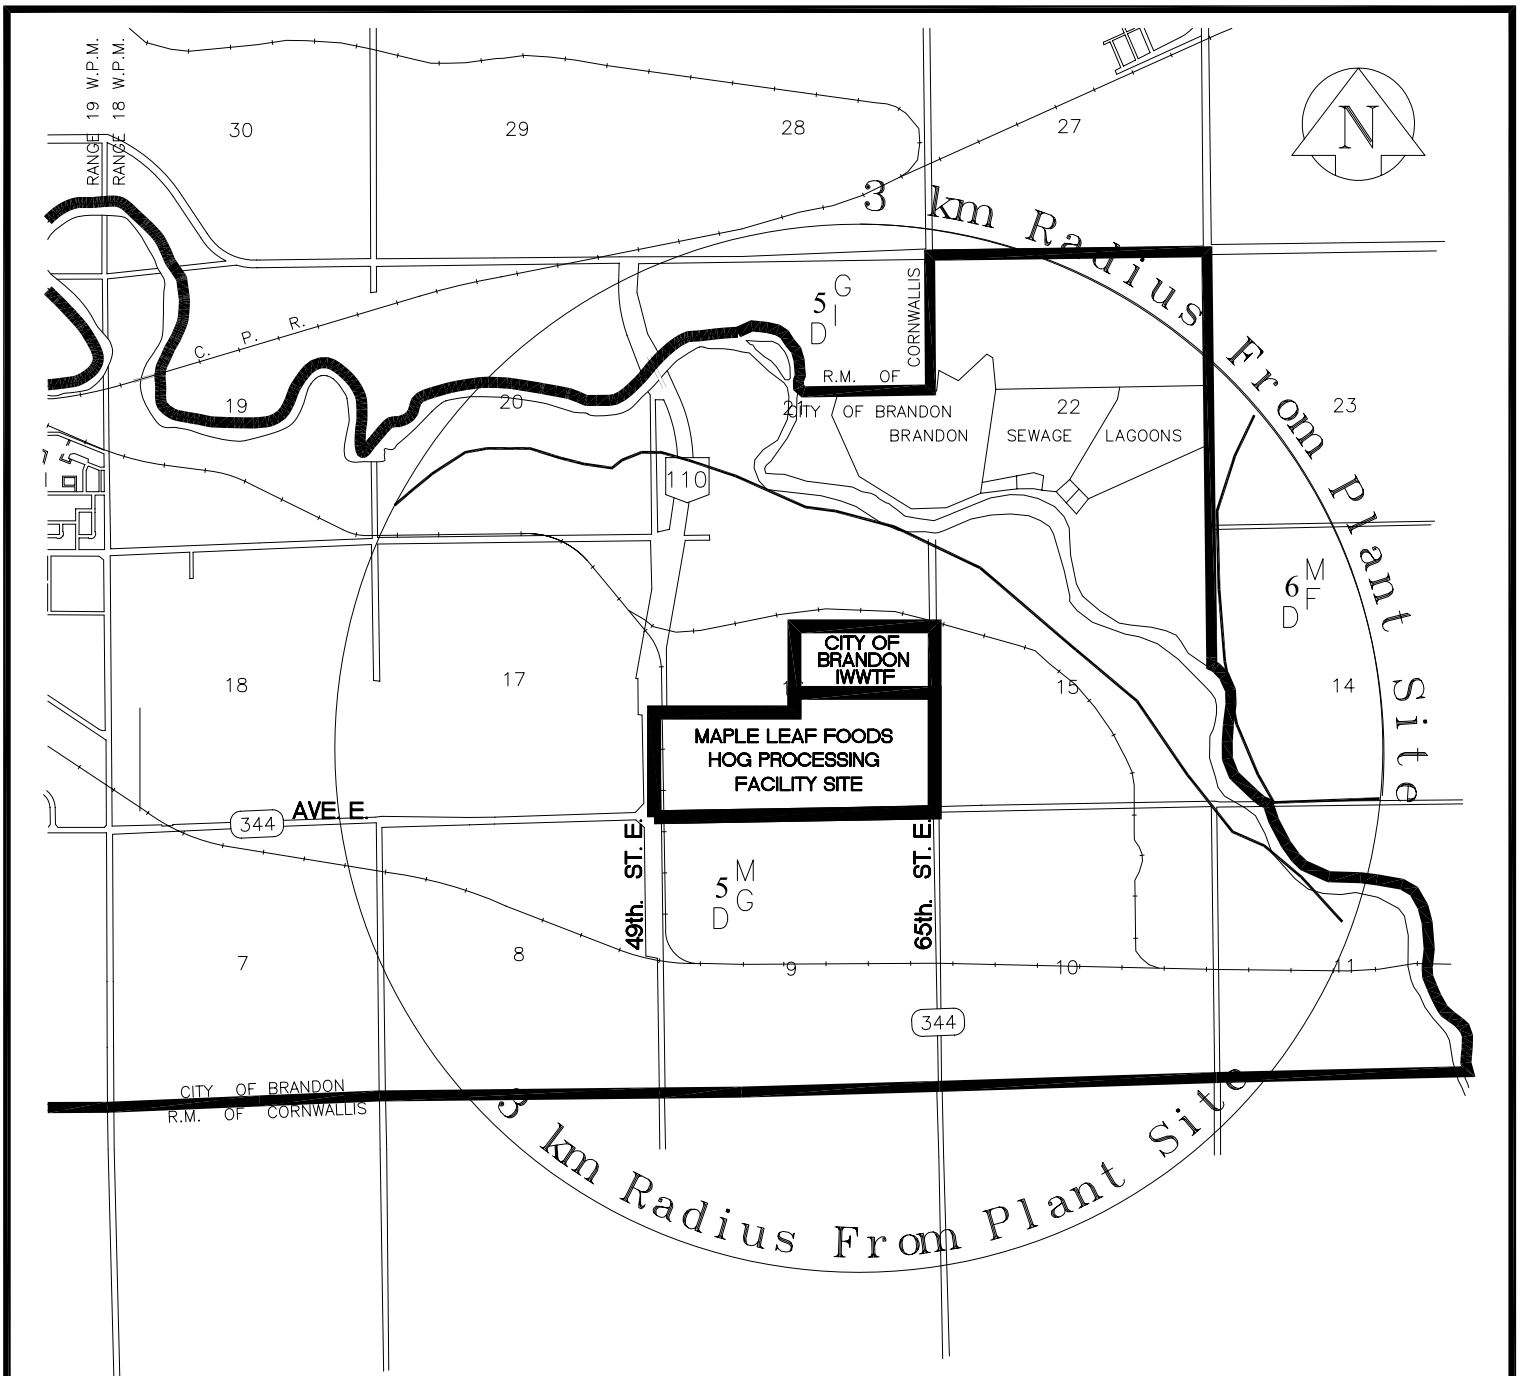 RANGE 19 W.P.M.
RANGE 18 W.P.M.
30
29
28
27
N
3 km Radius From Plant Site
C. P. R.
5 G
D I
CORNWALLIS
R.M. OF
CITY OF BRANDON
19
20
21
22
23
BRANDON SEWAGE LAGOONS
110
6 M
D F
CITY OF
BRANDON
IWWTF
18
17
15
14
MAPLE LEAF FOODS
HOG PROCESSING
FACILITY SITE
344
AVE. E.
49th. ST. E.
65th. ST. E.
5 M
D G
7
8
9
10
11
344
CITY OF BRANDON
R.M. OF CORNWALLIS
3 km Radius From Plant Site